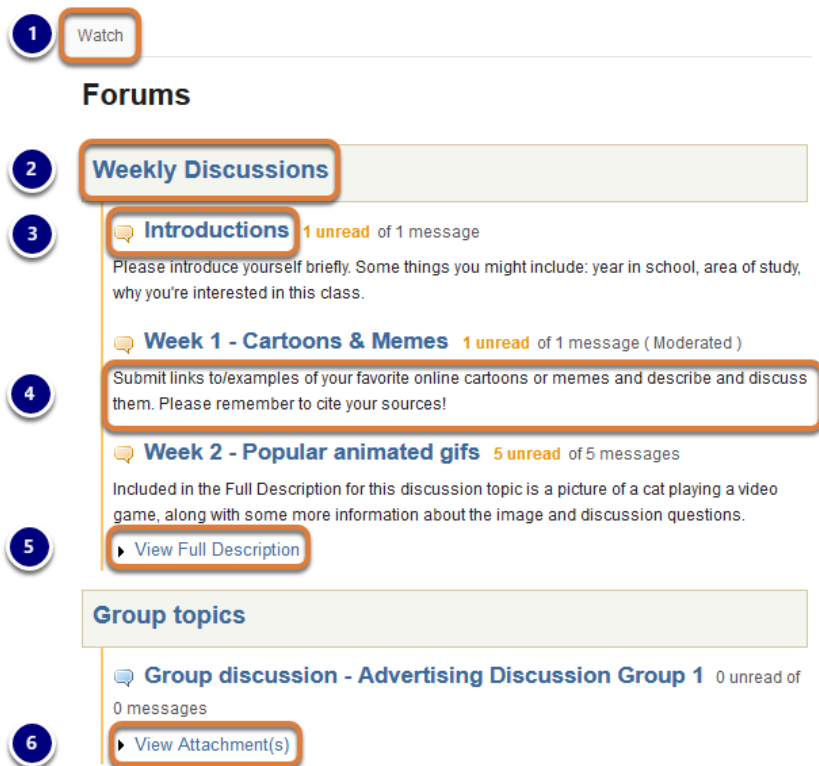 1 Watch
Forums
2 Weekly Discussions
3 Introductions 1 unread of 1 message
Please introduce yourself briefly. Some things you might include: year in school, area of study,
why you're interested in this class.
Week 1 - Cartoons & Memes 1 unread of 1 message ( Moderated )
4 Submit links to/examples of your favorite online cartoons or memes and describe and discuss
them. Please remember to cite your sources!
Week 2 - Popular animated gifs 5 unread of 5 messages
Included in the Full Description for this discussion topic is a picture of a cat playing a video
game, along with some more information about the image and discussion questions.
5 View Full Description
Group topics
Group discussion - Advertising Discussion Group 1 0 unread of
0 messages
6 View Attachment(s)